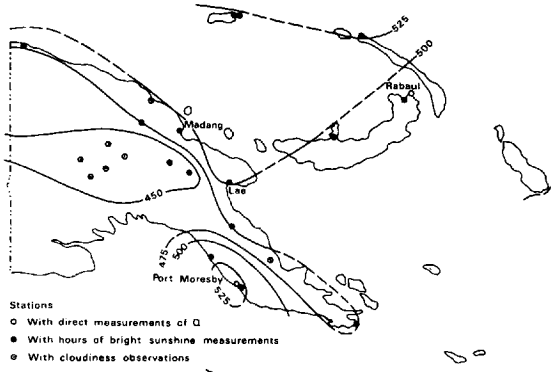 525
500
Rabaul
Madang
Lae
450
475
500
Port Moresby
525
Stations
With direct measurements of Q
With hours of bright sunshine measurements
With cloudiness observations